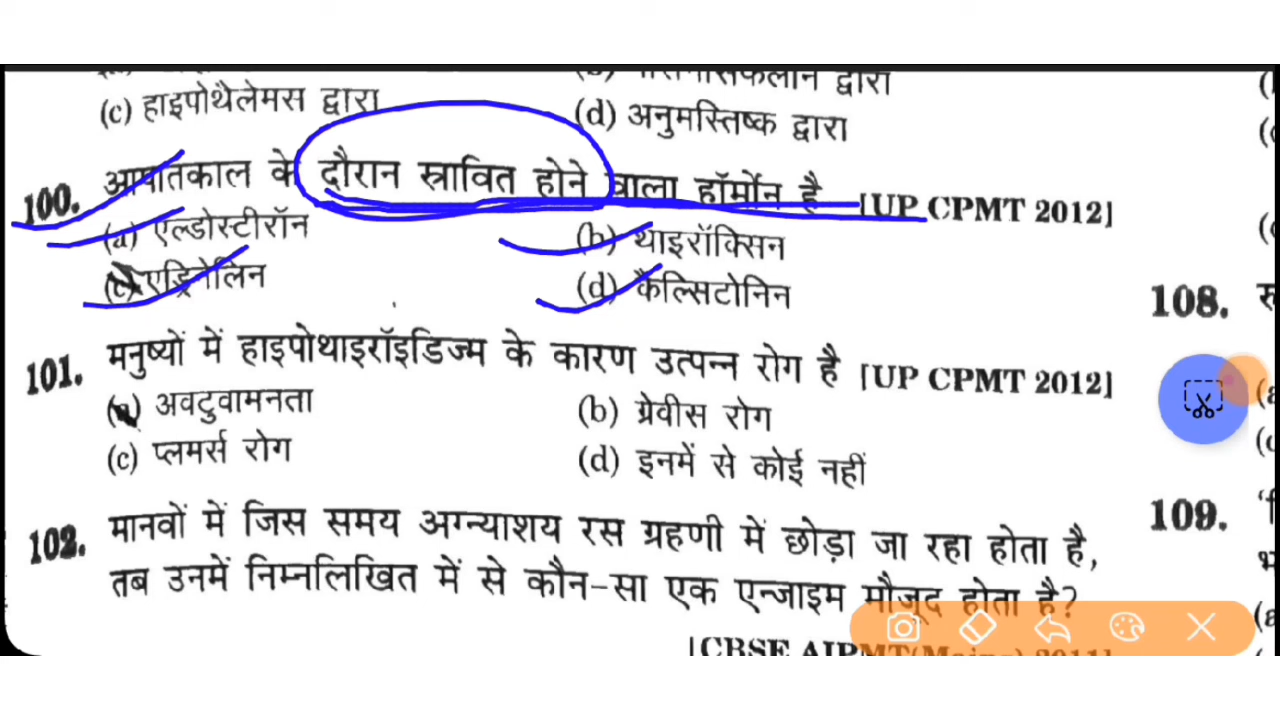 द्वारा
(c) हाइपोथैलेमस द्वारा
(d) अनुमस्तिष्क द्वारा
100. आपातकाल के दौरान स्रावित होने वाला हॉर्मोन है [UP CPMT 2012]
(a) एल्डोस्टीरॉन
(b) थाइरॉक्सिन
(c) एड्रिनेलिन
(d) कैल्सिटोनिन
101. मनुष्यों में हाइपोथाइरॉइडिज्म के कारण उत्पन्न रोग है [UP CPMT 2012]
(a) अवटुवामनता
(b) ग्रेवीस रोग
(c) प्लमर्स रोग
(d) इनमें से कोई नहीं
102. मानवों में जिस समय अग्न्याशय रस ग्रहणी में छोड़ा जा रहा होता है,
तब उनमें निम्नलिखित में से कौन-सा एक एन्जाइम मौजूद होता है?
[CBSE AIPMT(Mains) 2011]
108.
109.